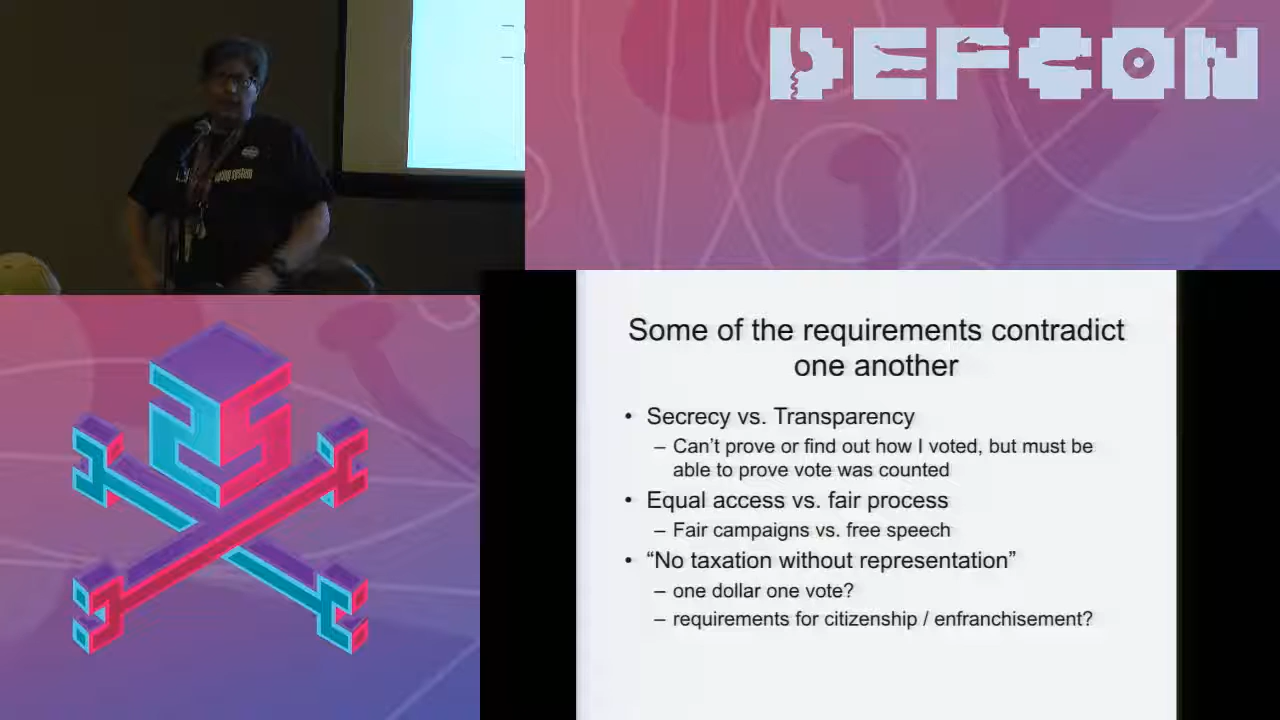 DEFCON
Some of the requirements contradict
one another
• Secrecy vs. Transparency
– Can’t prove or find out how I voted, but must be
able to prove vote was counted
• Equal access vs. fair process
– Fair campaigns vs. free speech
• “No taxation without representation”
– one dollar one vote?
– requirements for citizenship / enfranchisement?
25
system